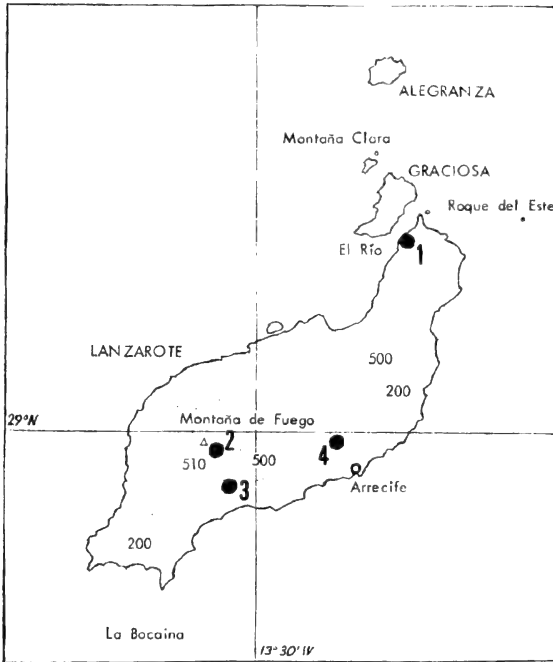 ALEGRANZA
Montaña Clara
GRACIOSA
Roque del Este
El Río
1
LANZAROTE
500
200
29°N
Montaña de Fuego
2
4
510
500
3
Arrecife
200
La Bocaina
13°30'W